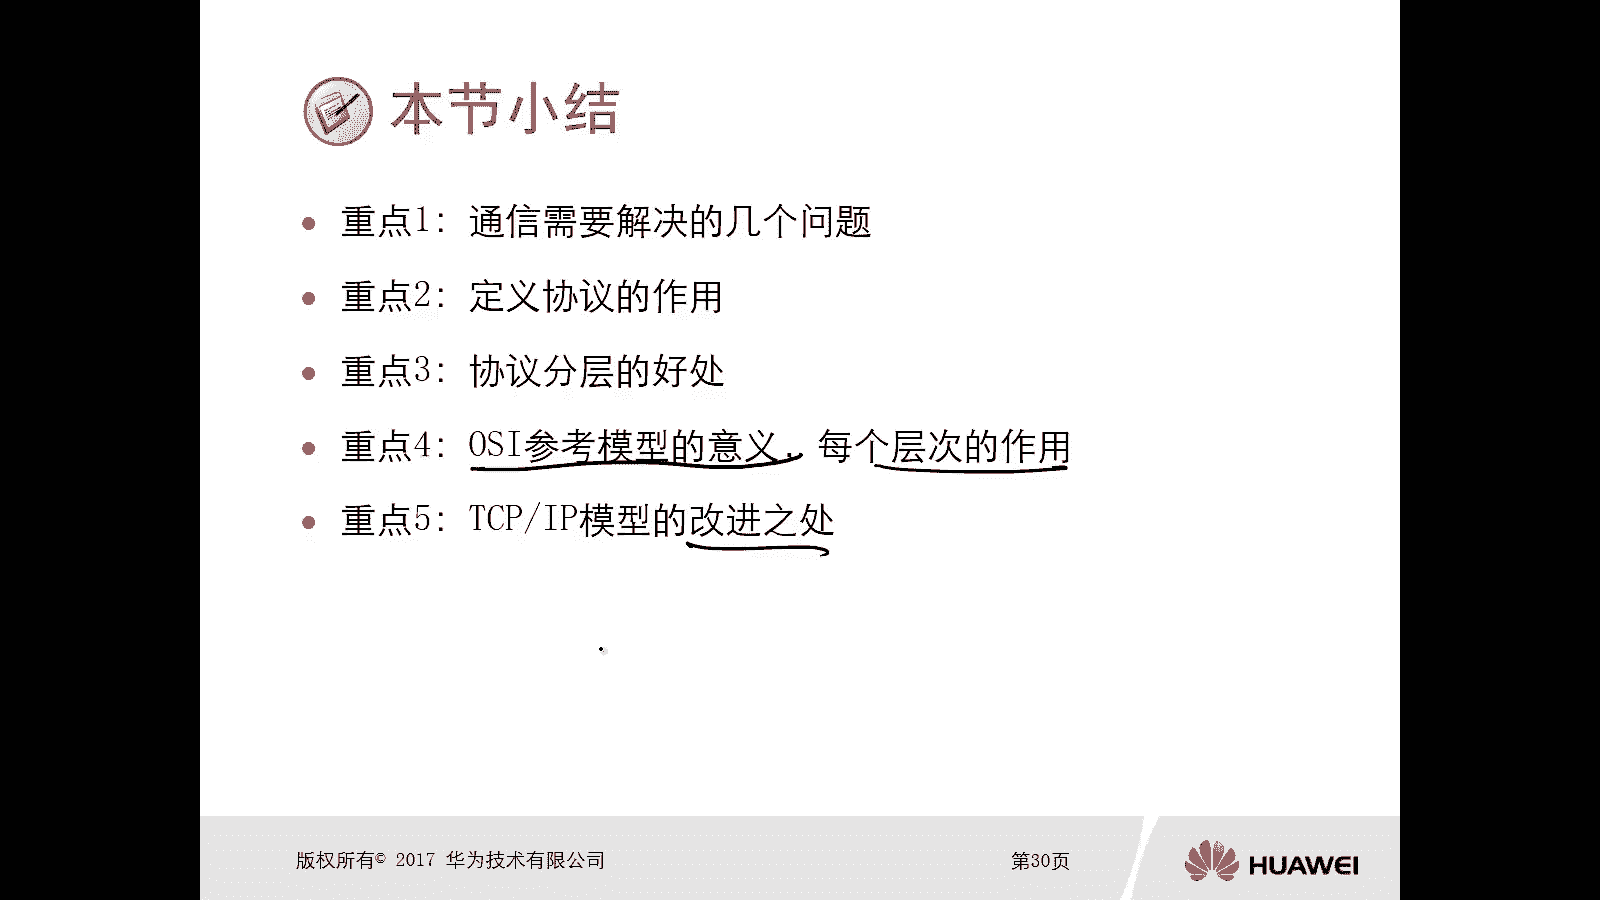 本节小结
重点1：通信需要解决的几个问题
重点2：定义协议的作用
重点3：协议分层的好处
重点4：OSI参考模型的意义，每个层次的作用
重点5：TCP/IP模型的改进之处
版权所有© 2017 华为技术有限公司
第30页
HUAWEI